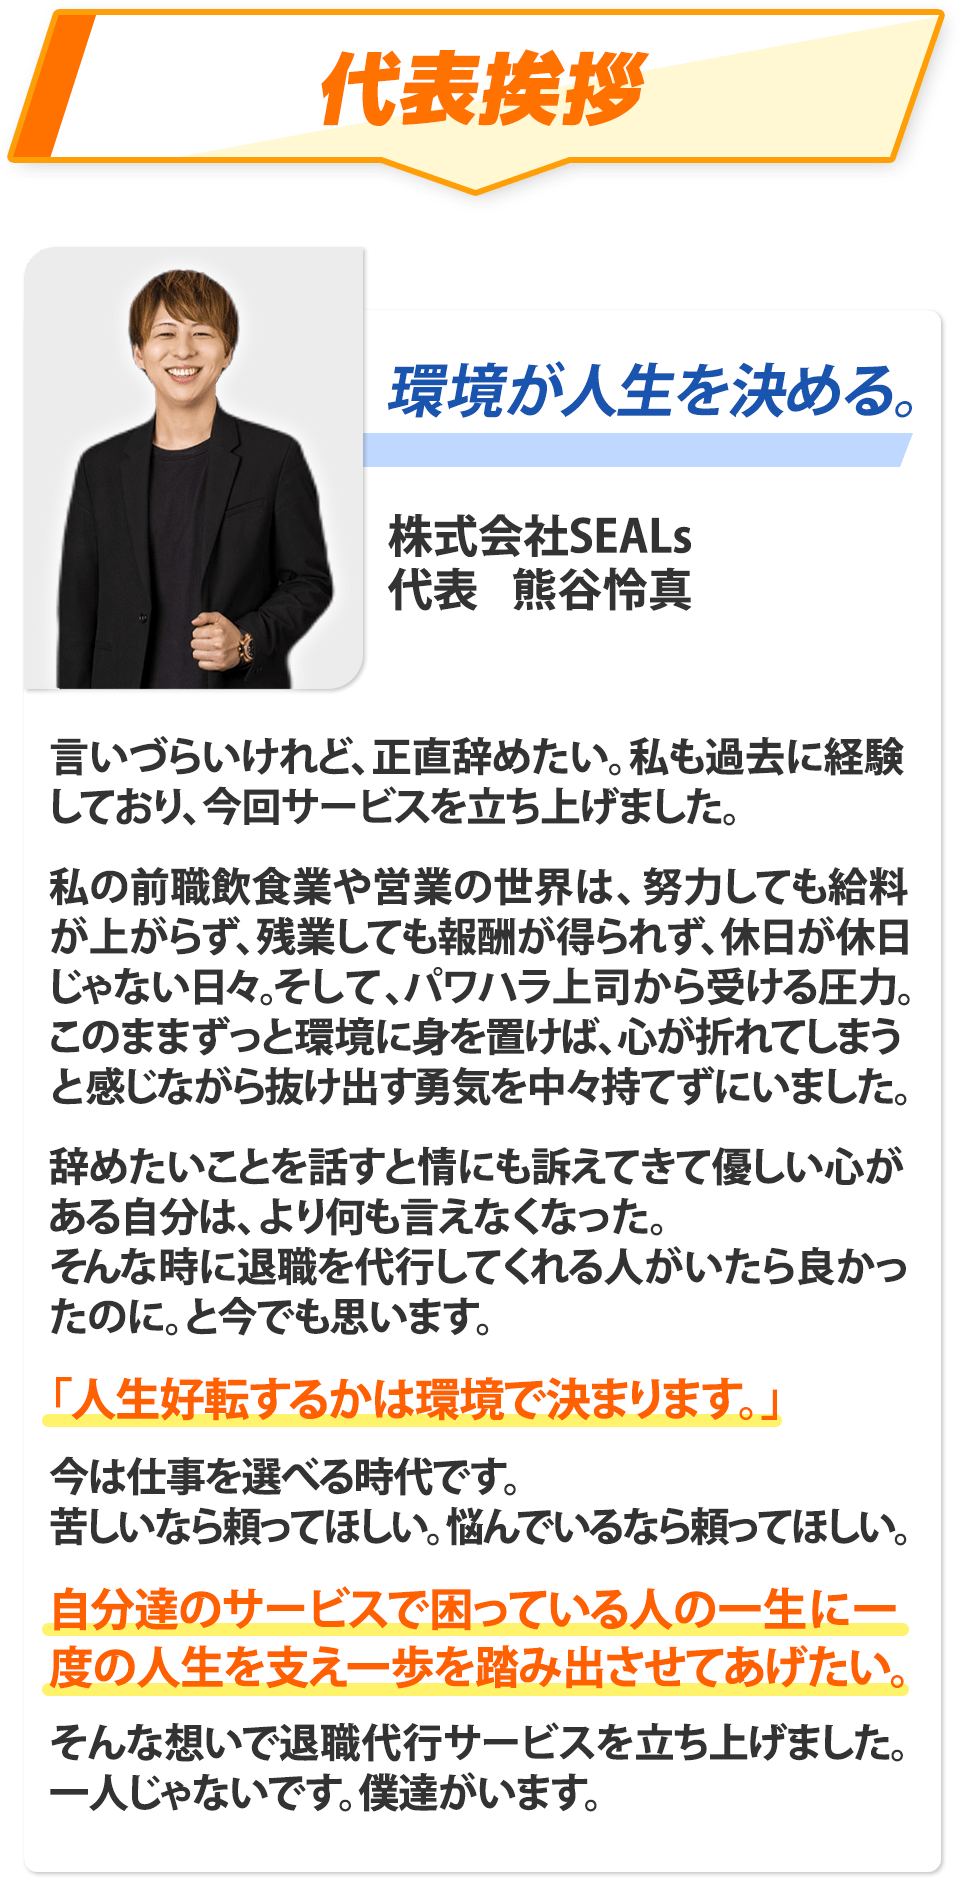 代表挨拶
環境が人生を決める。
株式会社SEALs
代表 熊谷怜真
言いづらいけれど、正直辞めたい。私も過去に経験
しており、今回サービスを立ち上げました。
私の前職飲食業や営業の世界は、努力しても給料
が上がらず、残業しても報酬が得られず、休日が休日
じゃない日々。そして、パワハラ上司から受ける圧力。
このままずっと環境に身を置けば、心が折れてしまう
と感じながら抜け出す勇気を中々持てずにいました。
辞めたいことを話すと情にも訴えてきて優しい心が
ある自分は、より何も言えなくなった。
そんな時に退職を代行してくれる人がいたら良かっ
たのに。と今でも思います。
「人生好転するかは環境で決まります。」
今は仕事を選べる時代です。
苦しいなら頼ってほしい。悩んでいるなら頼ってほしい。
自分達のサービスで困っている人の一生に一
度の人生を支え一歩を踏み出させてあげたい。
そんな想いで退職代行サービスを立ち上げました。
一人じゃないです。僕達がいます。